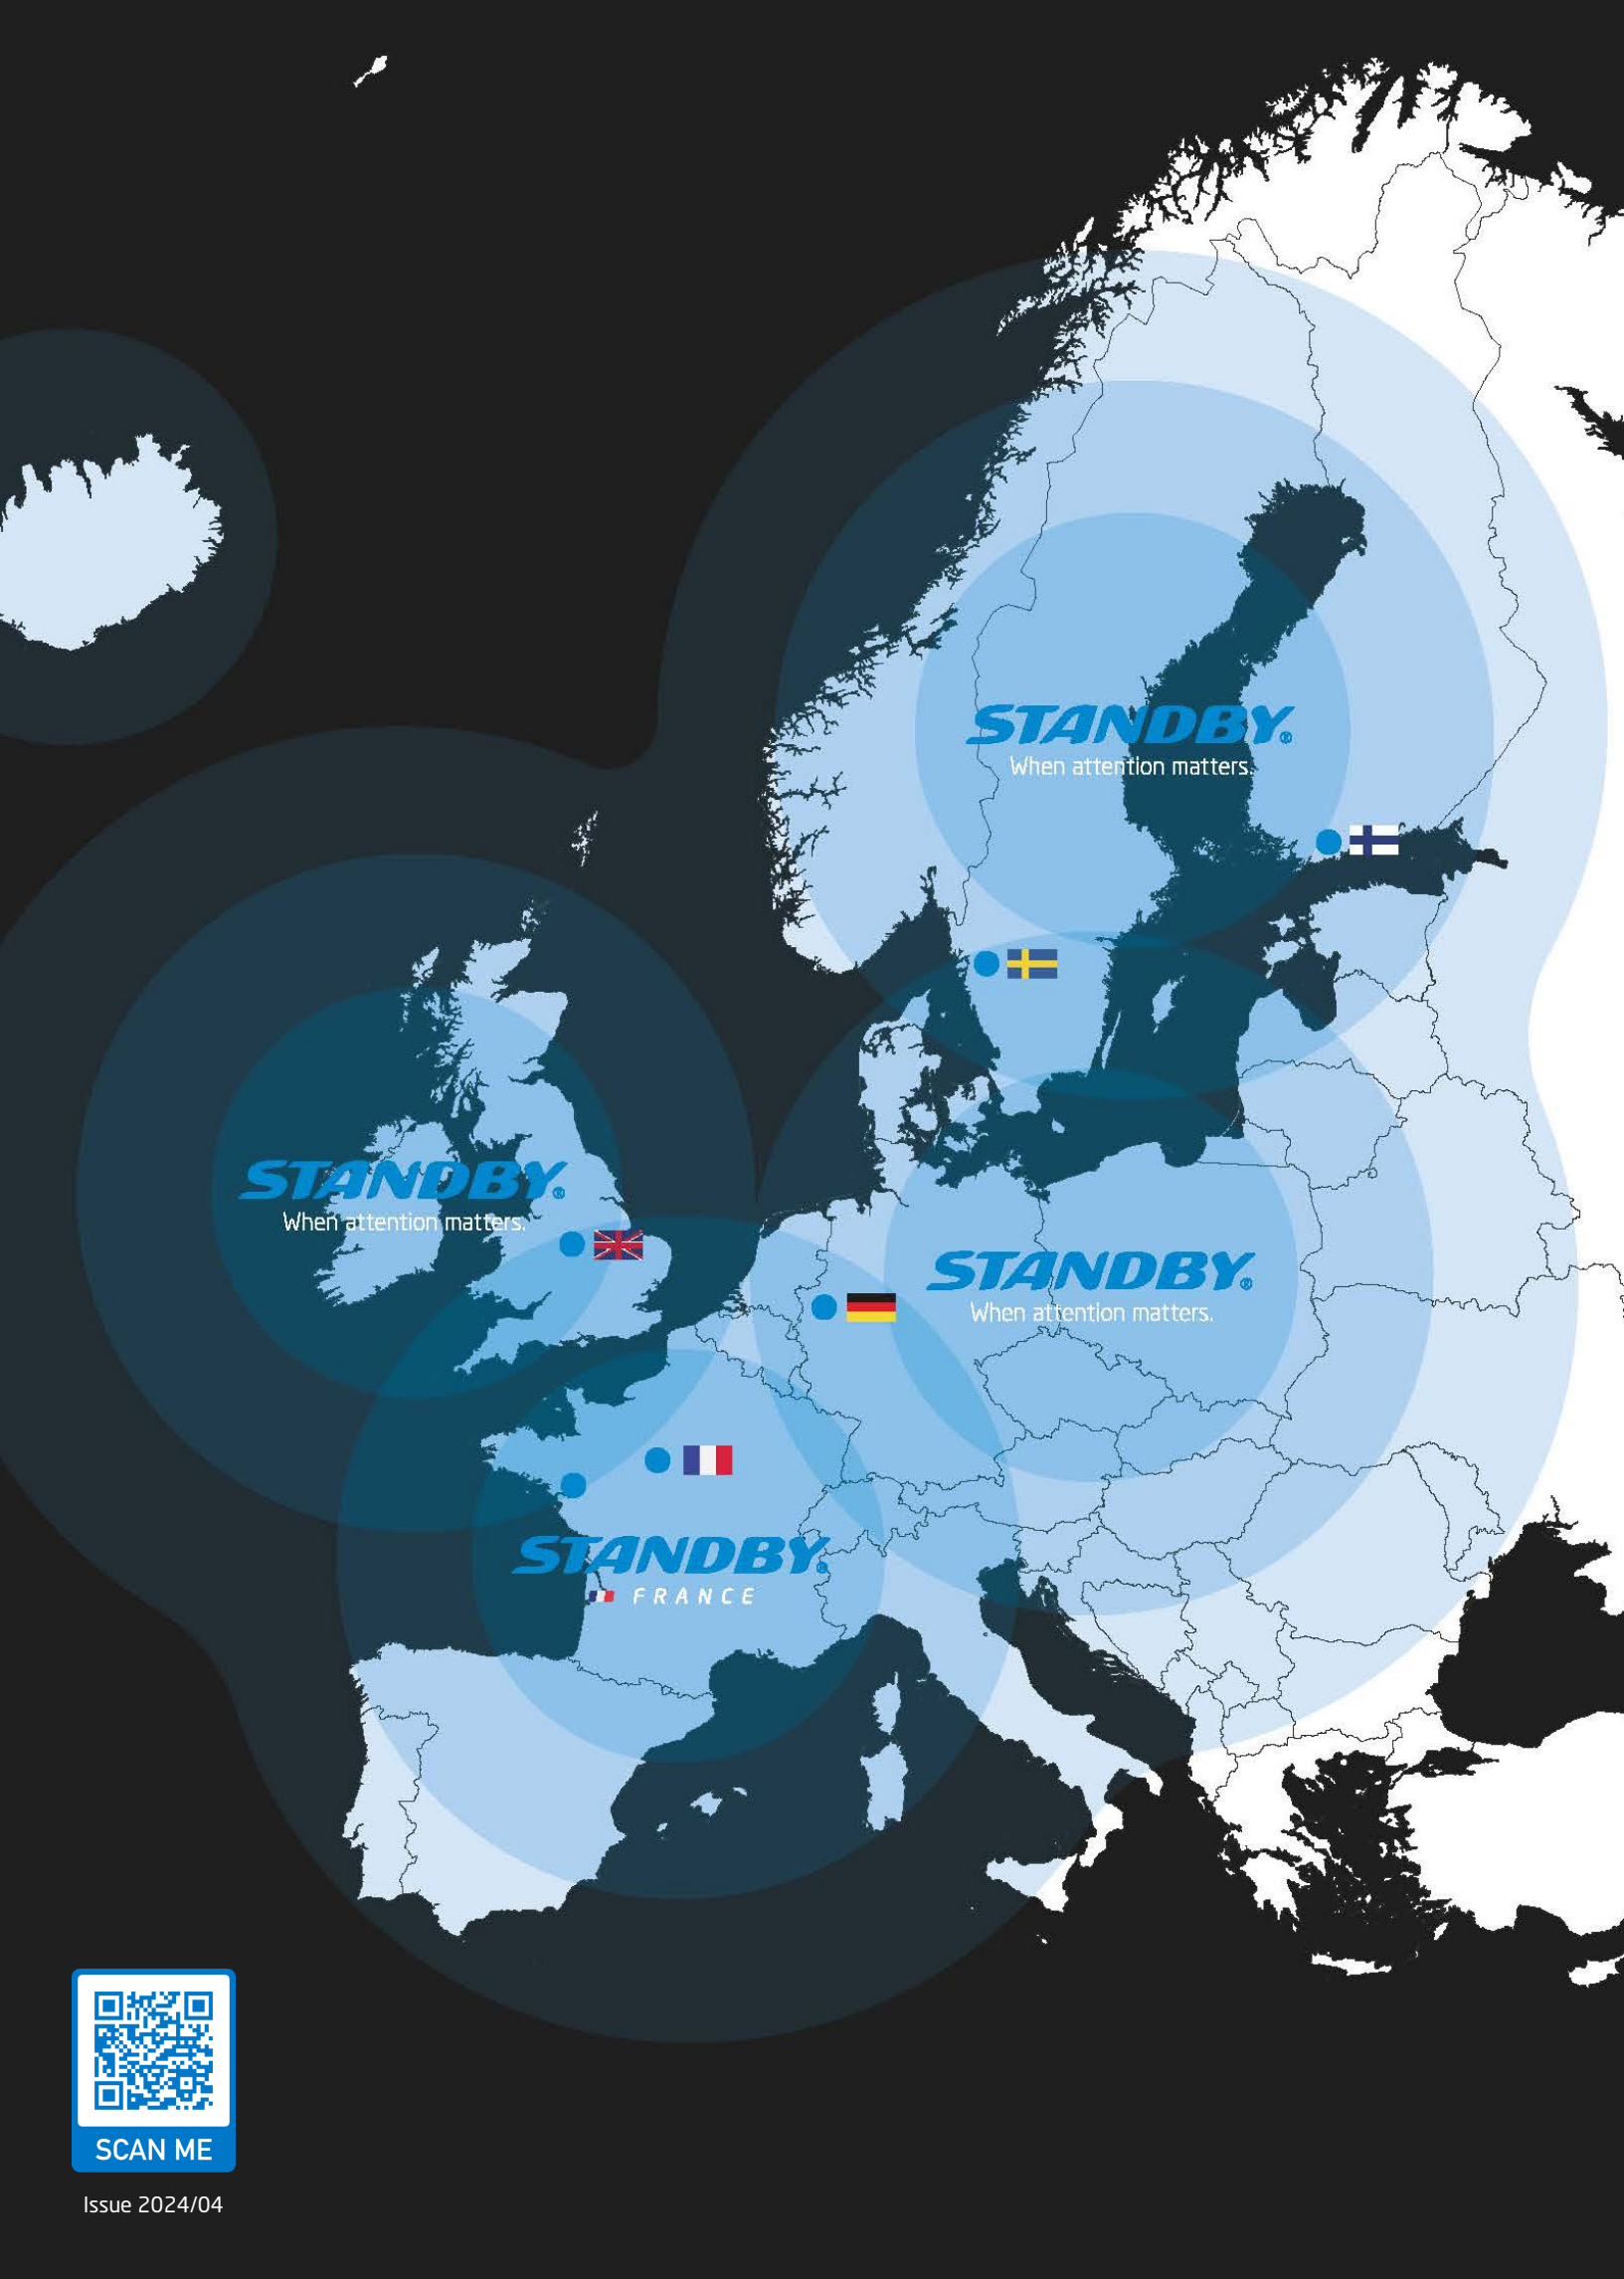 STANDBY®
When attention matters.
STANDBY®
When attention matters.
STANDBY®
When attention matters.
STANDBY®
FRANCE
SCAN ME
Issue 2024/04